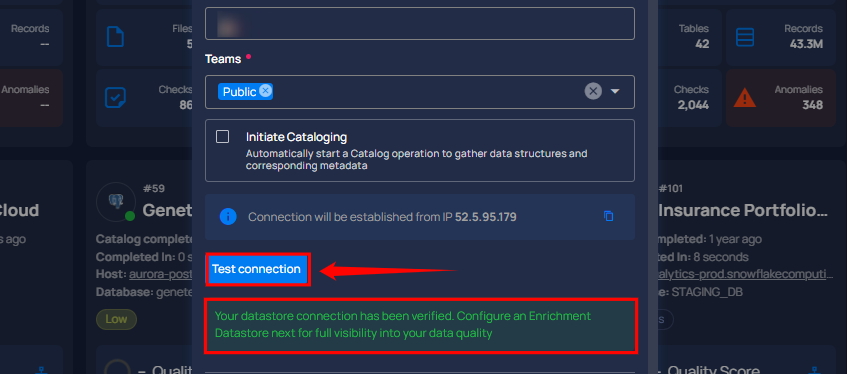 Records
--
Files
5
Tables
42
Records
43.3M
Anomalies
--
Checks
86
Checks
2,044
Anomalies
348
Teams *
Public
Initiate Cataloging
Automatically start a Catalog operation to gather data structures and
corresponding metadata
Connection will be established from IP 52.5.95.179
Test connection
Your datastore connection has been verified. Configure an Enrichment
Datastore next for full visibility into your data quality
Cloud
s ago
#59
Genet
Catalog complete
Completed In: 0 s
Host: aurora-post
Database: genete
Low
– Quality
#101
Insurance Portfolio...
mpleted: 1 year ago
ted In: 8 seconds
alytics-prod.snowflakecomputi...
e: STAGING_DB
s
– Quality Score